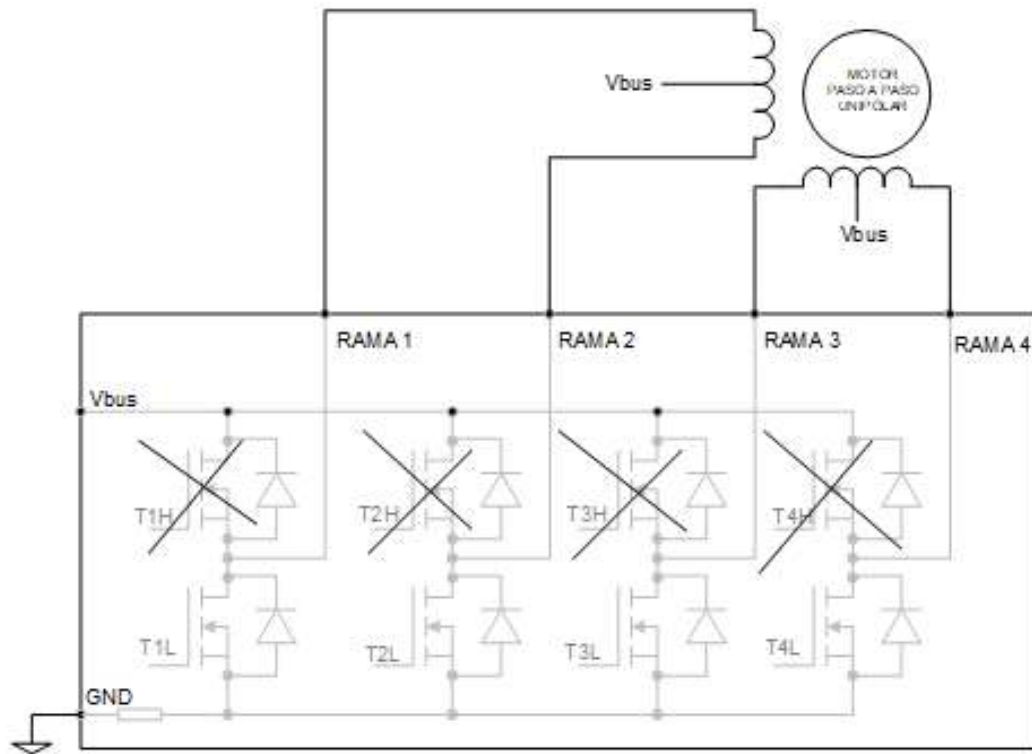 MOTOR
PASO A PASO
UNIPOLAR
Vbus
Vbus
RAMA 1
RAMA 2
RAMA 3
RAMA 4
Vbus
T1H
T2H
T3H
T4H
T1L
T2L
T3L
T4L
GND